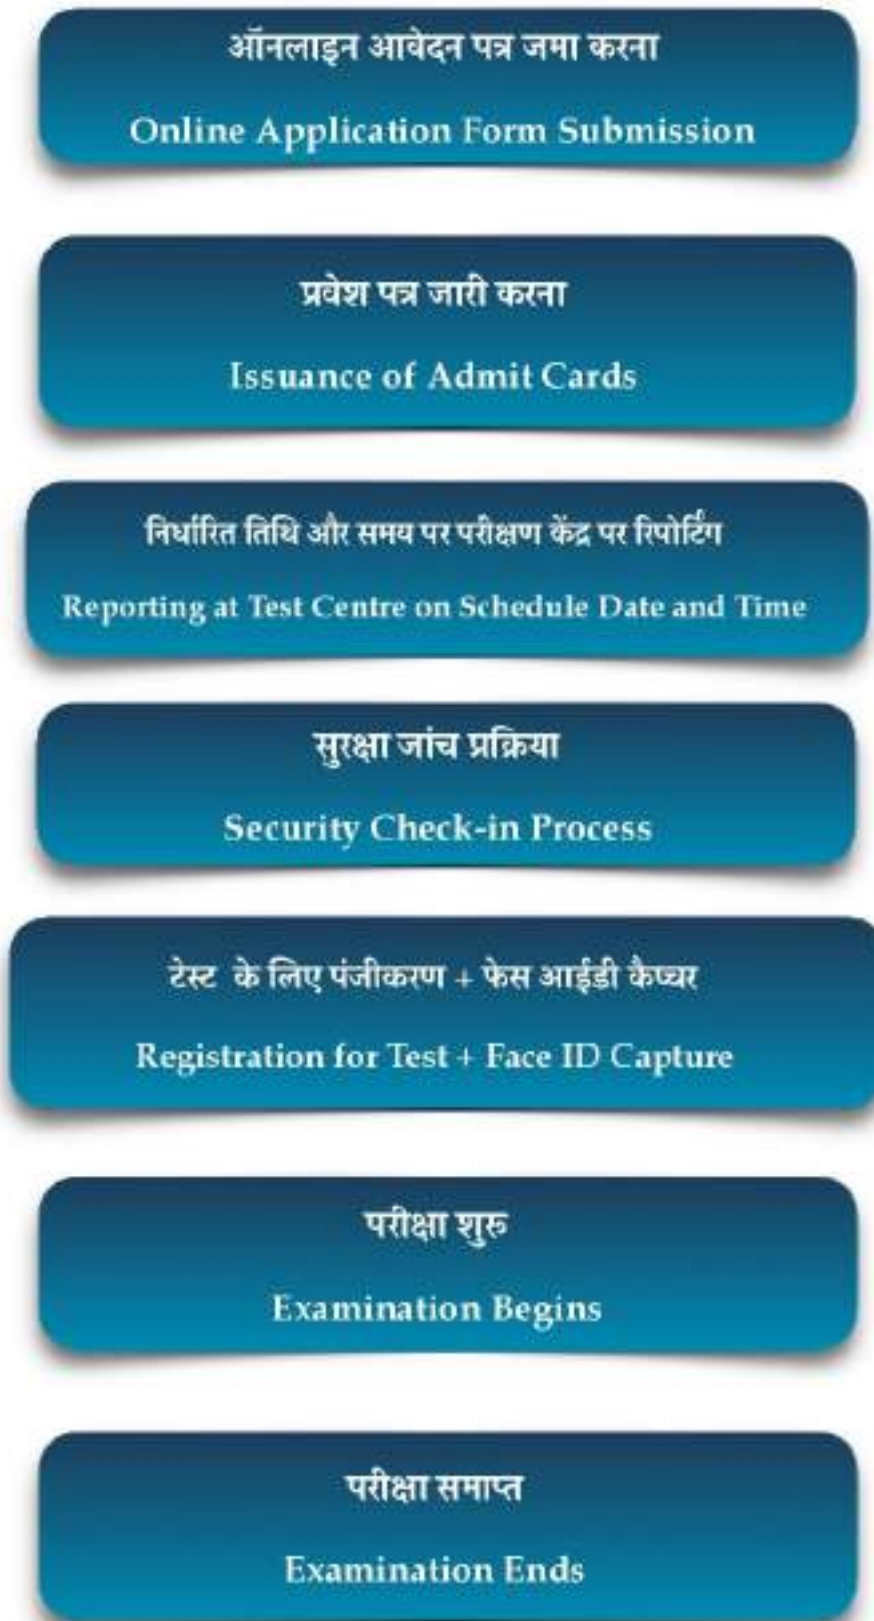 ऑनलाइन आवेदन पत्र जमा करना
Online Application Form Submission
प्रवेश पत्र जारी करना
Issuance of Admit Cards
निर्धारित तिथि और समय पर परीक्षण केंद्र पर रिपोर्टिंग
Reporting at Test Centre on Schedule Date and Time
सुरक्षा जांच प्रक्रिया
Security Check-in Process
टेस्ट के लिए पंजीकरण + फेस आईडी कैप्चर
Registration for Test + Face ID Capture
परीक्षा शुरू
Examination Begins
परीक्षा समाप्त
Examination Ends